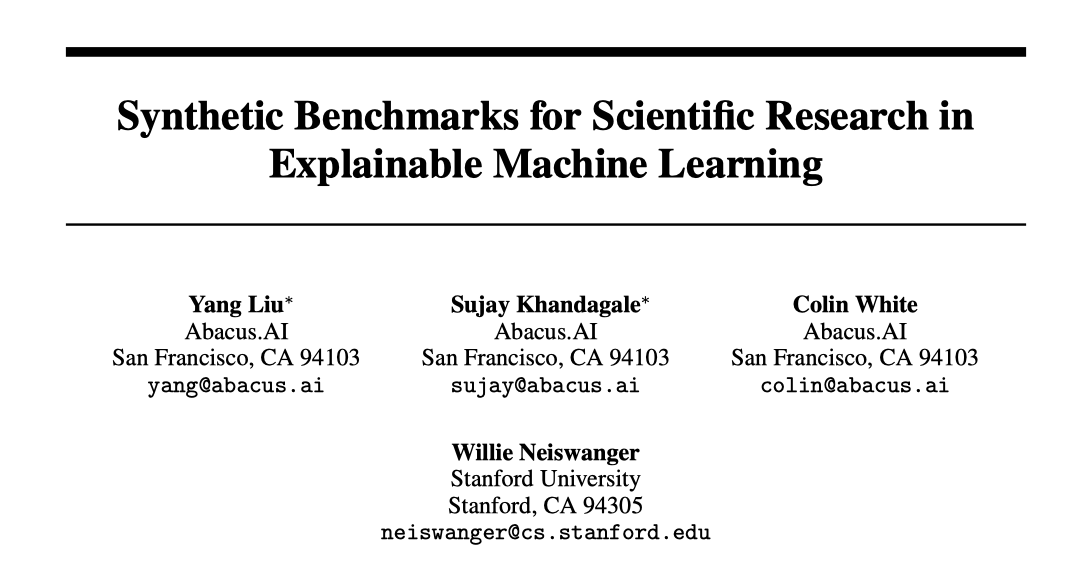 Synthetic Benchmarks for Scientific Research in
Explainable Machine Learning
Yang Liu*
Abacus.AI
San Francisco, CA 94103
yang@abacus.ai
Sujay Khandagale*
Abacus.AI
San Francisco, CA 94103
sujay@abacus.ai
Colin White
Abacus.AI
San Francisco, CA 94103
colin@abacus.ai
Willie Neiswanger
Stanford University
Stanford, CA 94305
neiswanger@cs.stanford.edu